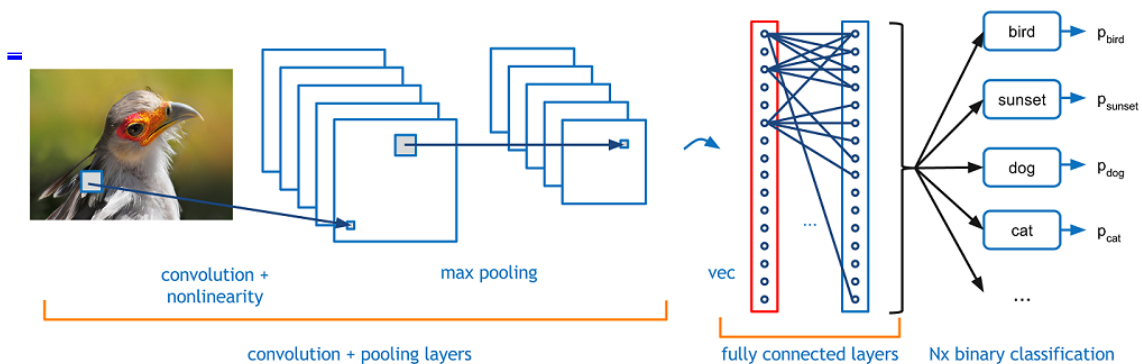 bird
p_bird
sunset
p_sunset
dog
p_dog
cat
p_cat
...
...
convolution +
nonlinearity
max pooling
vec
convolution + pooling layers
fully connected layers
Nx binary classification